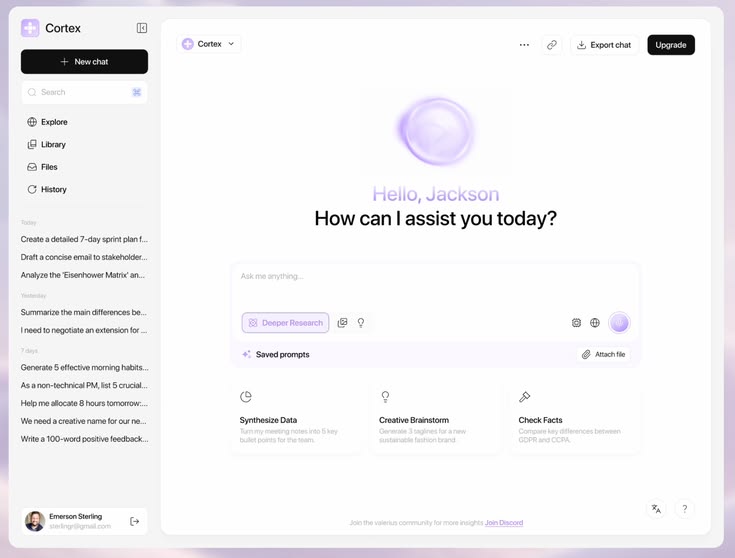 Cortex
New chat
Search
Explore
Library
Files
History
Today
Create a detailed 7-day sprint plan f...
Draft a concise email to stakeholder...
Analyze the 'Eisenhower Matrix' an...
Yesterday
Summarize the main differences be...
I need to negotiate an extension for ...
7 days
Generate 5 effective morning habits...
As a non-technical PM, list 5 crucial...
Help me allocate 8 hours tomorrow:...
We need a creative name for our ne...
Write a 100-word positive feedback...
Emerson Sterling
sterlingr@gmail.com
Cortex
Export chat
Upgrade
Hello, Jackson
How can I assist you today?
Ask me anything...
Deeper Research
Saved prompts
Attach file
Synthesize Data
Turn my meeting notes into 5 key
bullet points for the team.
Creative Brainstorm
Generate 3 taglines for a new
sustainable fashion brand.
Check Facts
Compare key differences between
GDPR and CCPA.
Join the valerius community for more insights Join Discord
?